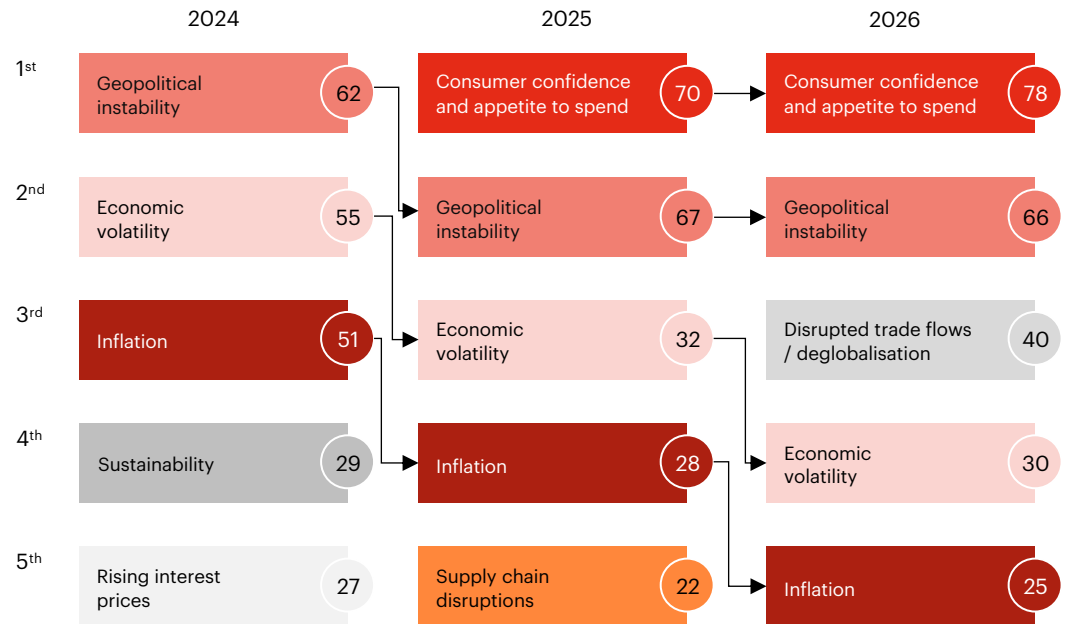 2024
2025
2026
1st
Geopolitical
instability
62
Consumer confidence
and appetite to spend
70
Consumer confidence
and appetite to spend
78
2nd
Economic
volatility
55
Geopolitical
instability
67
Geopolitical
instability
66
3rd
Inflation
51
Economic
volatility
32
Disrupted trade flows
/ deglobalisation
40
4th
Sustainability
29
Inflation
28
Economic
volatility
30
5th
Rising interest
prices
27
Supply chain
disruptions
22
Inflation
25